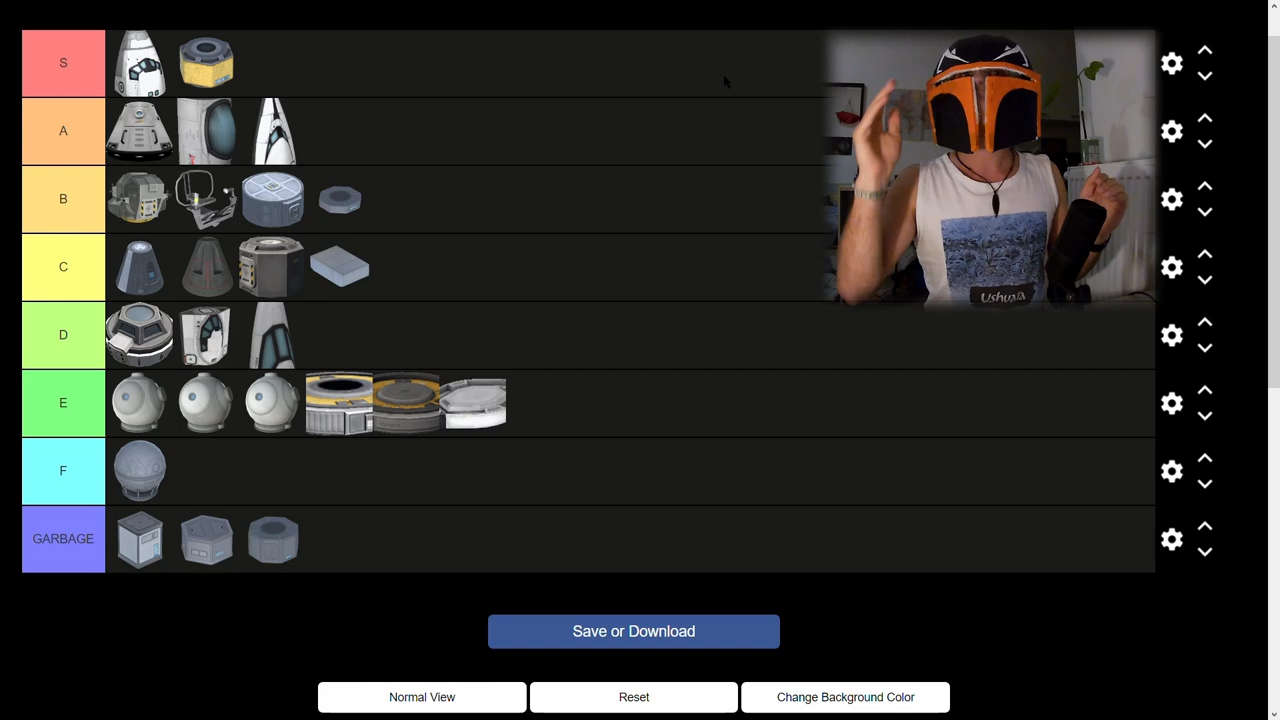 S
A
B
C
D
E
F
GARBAGE
Ushuaia
Save or Download
Normal View
Reset
Change Background Color